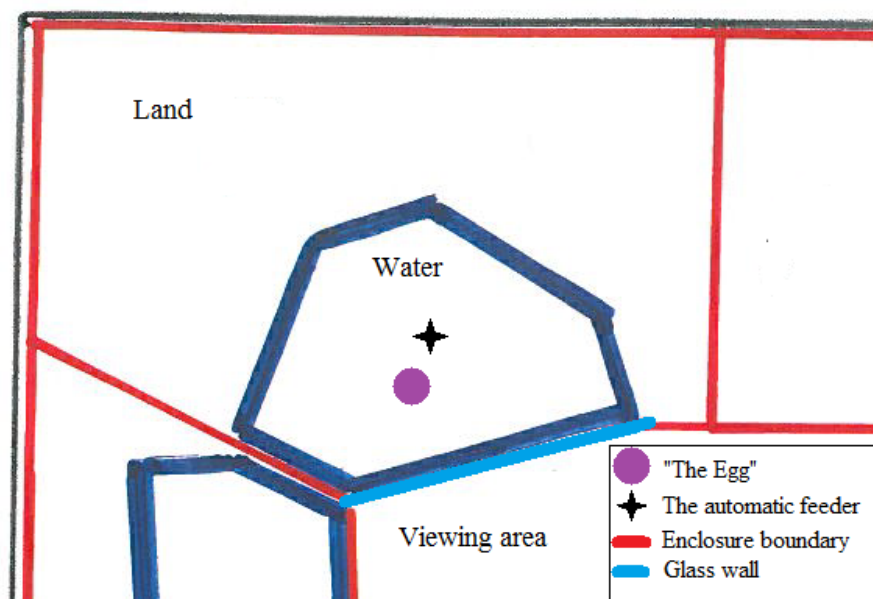 Land
Water
Viewing area
"The Egg"
The automatic feeder
Enclosure boundary
Glass wall